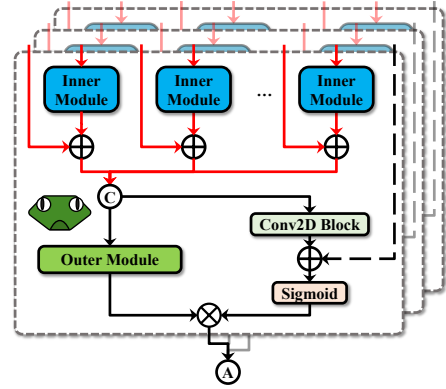 Inner
Module
Inner
Module
...
Inner
Module
C
Conv2D Block
Outer Module
Sigmoid
A